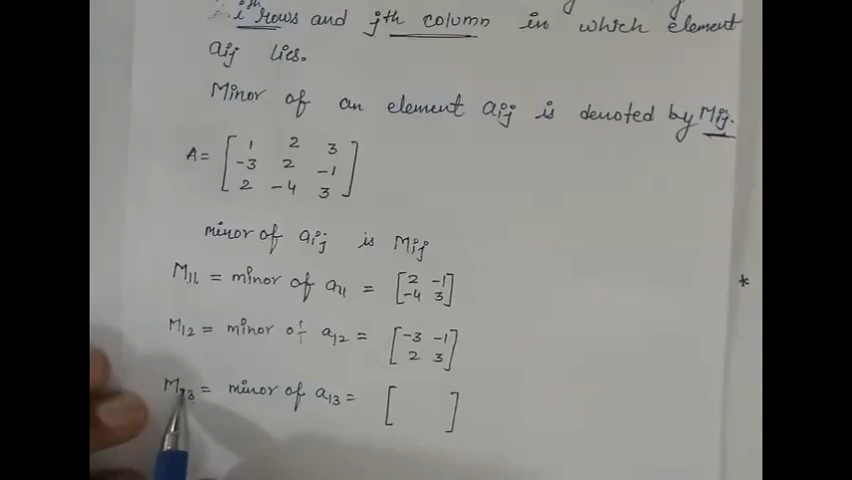 ith rows and jth column in which element
aij lies.
Minor of an element aij is denoted by Mij.
A = [ 1 2 3
-3 2 -1
2 -4 3 ]
minor of aij is Mij
M11 = minor of a11 = [ 2 -1
-4 3 ]
*
M12 = minor of a12 = [ -3 -1
2 3 ]
M13 = minor of a13 = [ ]